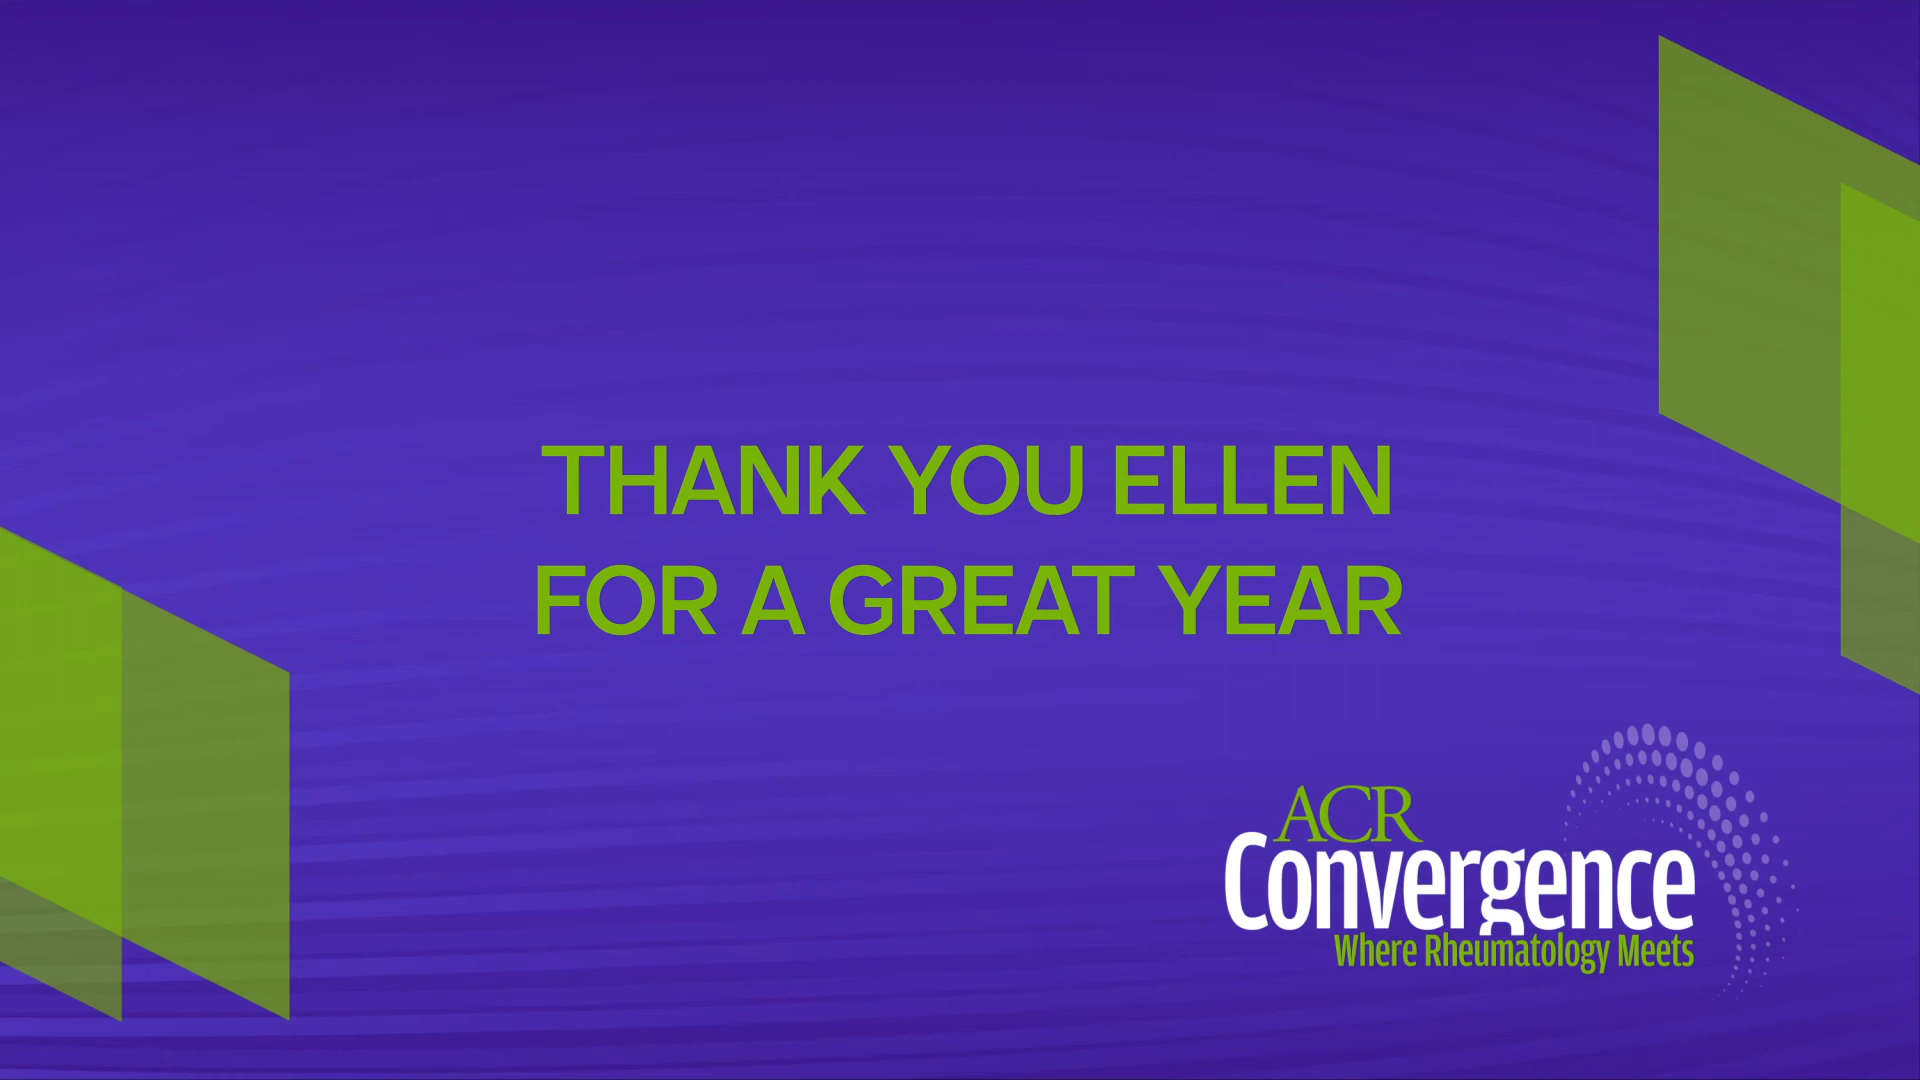 THANK YOU ELLEN
FOR A GREAT YEAR
ACR
Convergence
Where Rheumatology Meets